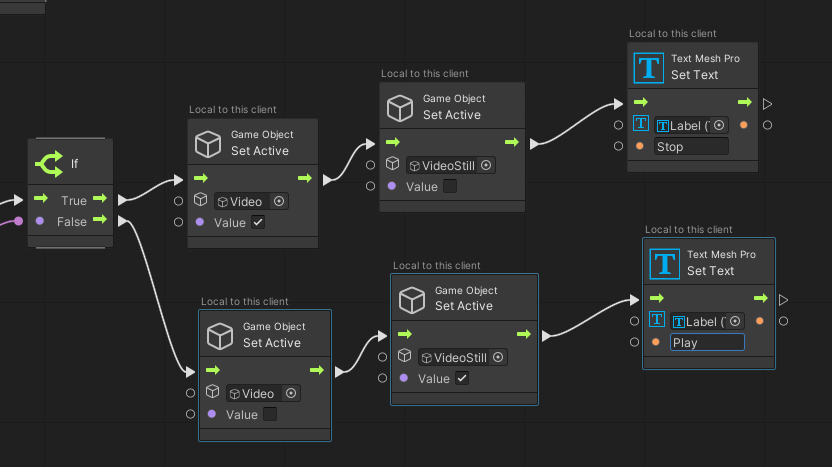 Local to this client
Text Mesh Pro
Set Text
Label (
Stop
Local to this client
Game Object
Set Active
VideoStill
Value
Local to this client
Game Object
Set Active
Video
Value
If
True
False
Local to this client
Text Mesh Pro
Set Text
Label (
Play
Local to this client
Game Object
Set Active
VideoStill
Value
Local to this client
Game Object
Set Active
Video
Value